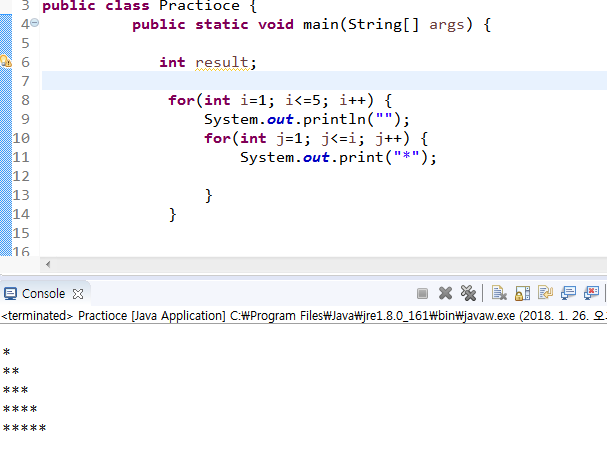 3 public class Practioce {
4 public static void main(String[] args) {
5
6 int result;
7
8 for(int i=1; i<=5; i++) {
9 System.out.println("");
10 for(int j=1; j<=i; j++) {
11 System.out.print("*");
12
13 }
14 }
15
16
Console
<terminated> Practioce [Java Application] C:₩Program Files₩Java₩jre1.8.0_161₩bin₩javaw.exe (2018. 1. 26. 오
*
**
***
****
*****